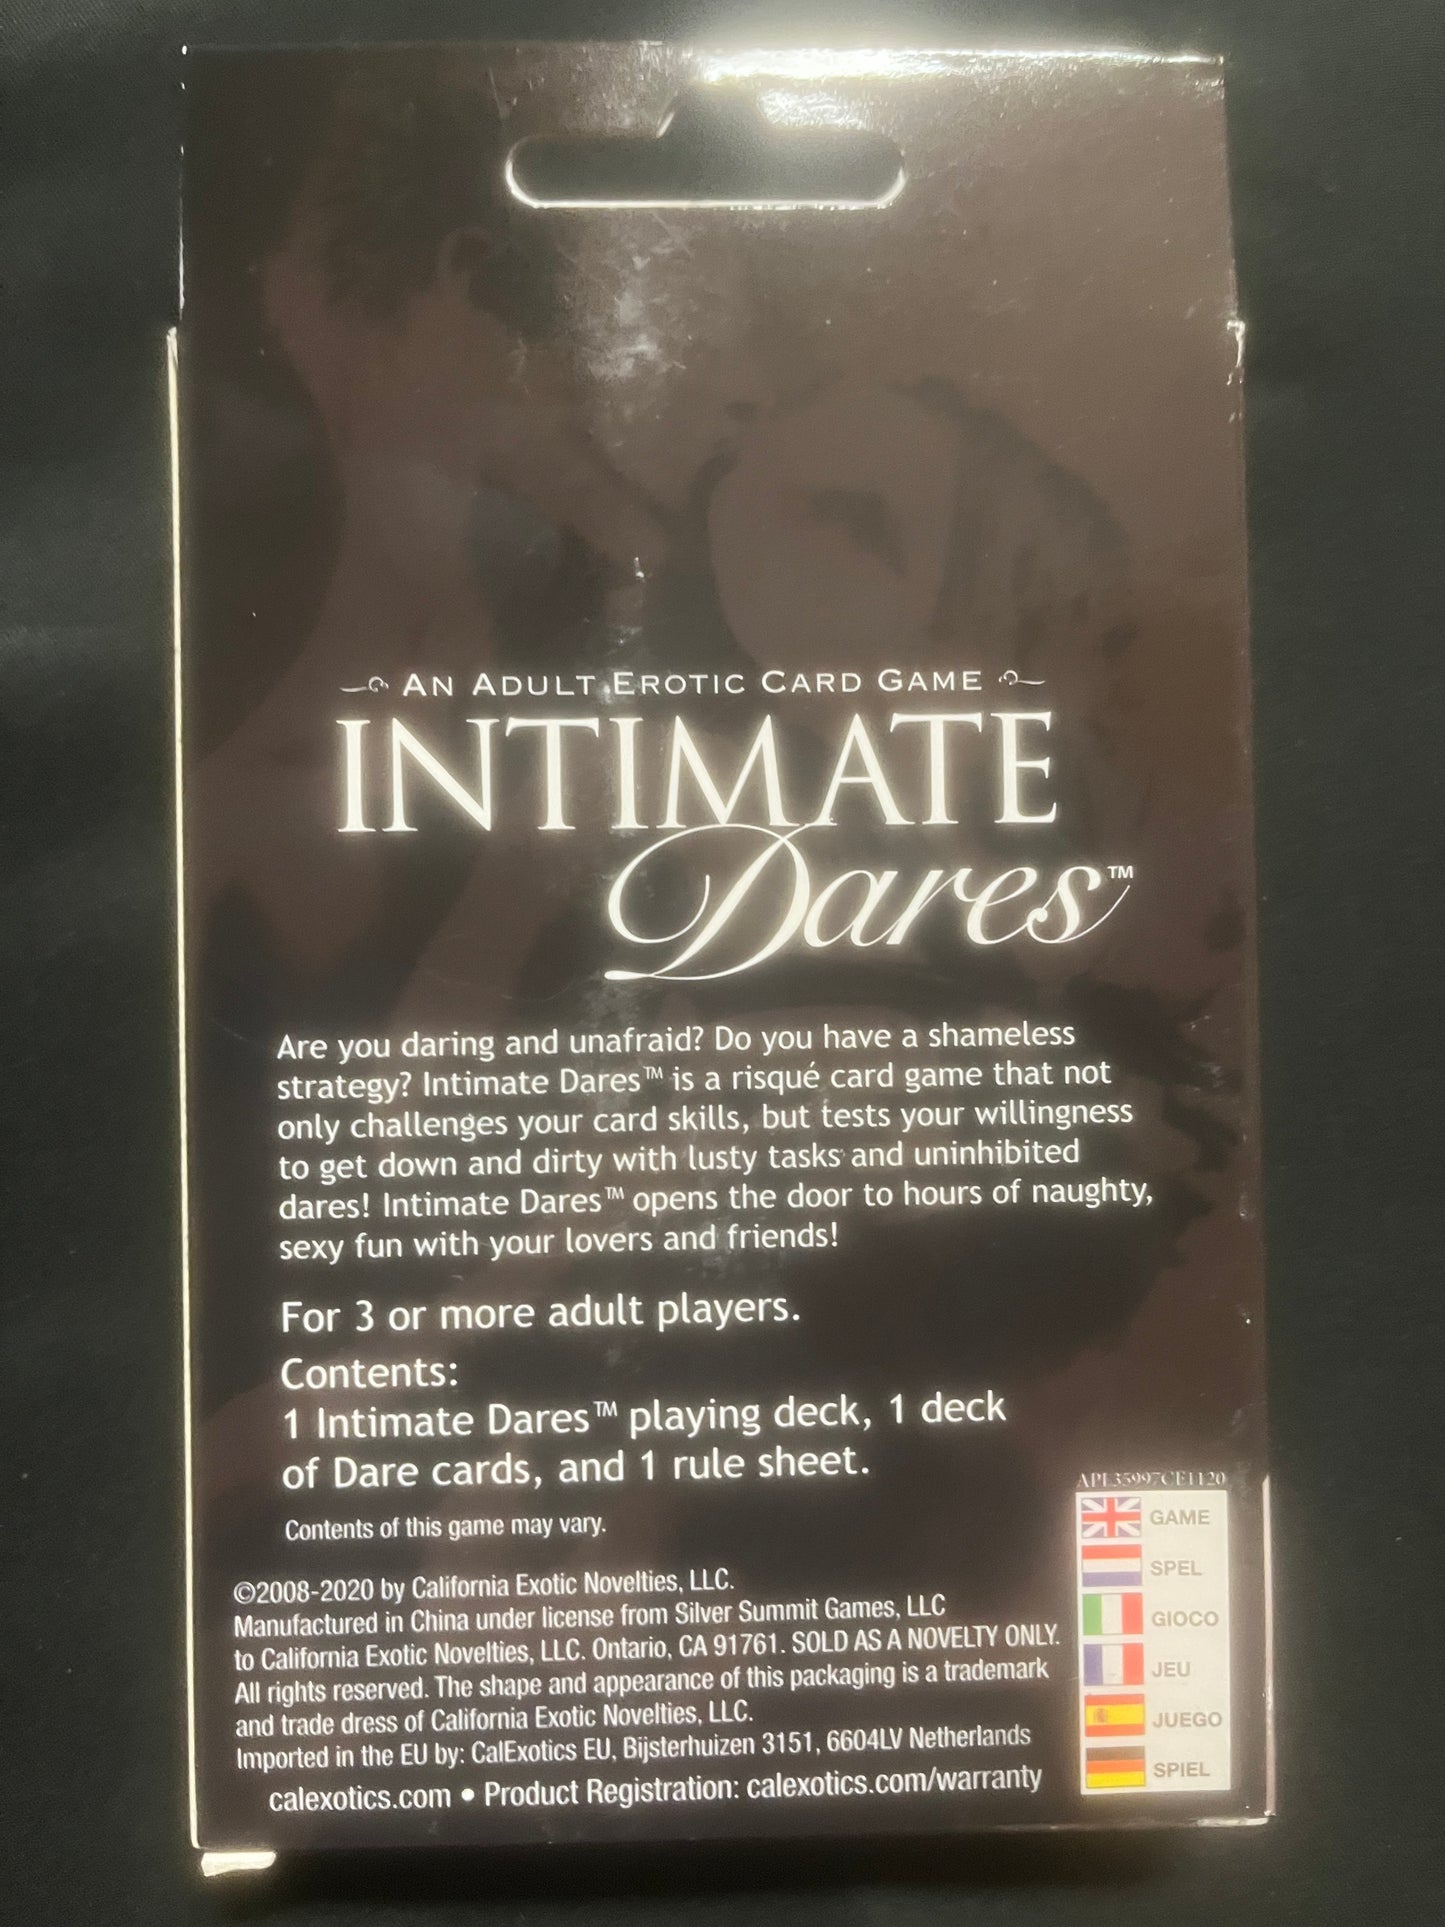 AN ADULT EROTIC CARD GAME
INTIMATE
Dares™
Are you daring and unafraid? Do you have a shameless
strategy? Intimate Dares™ is a risqué card game that not
only challenges your card skills, but tests your willingness
to get down and dirty with lusty tasks and uninhibited
dares! Intimate Dares™ opens the door to hours of naughty,
sexy fun with your lovers and friends!
For 3 or more adult players.
Contents:
1 Intimate Dares™ playing deck, 1 deck
of Dare cards, and 1 rule sheet.
Contents of this game may vary.
©2008-2020 by California Exotic Novelties, LLC.
Manufactured in China under license from Silver Summit Games, LLC
to California Exotic Novelties, LLC. Ontario, CA 91761. SOLD AS A NOVELTY ONLY.
All rights reserved. The shape and appearance of this packaging is a trademark
and trade dress of California Exotic Novelties, LLC.
Imported in the EU by: CalExotics EU, Bijsterhuizen 3151, 6604LV Netherlands
calexotics.com • Product Registration: calexotics.com/warranty
APL35997CE1120
GAME
SPEL
GIOCO
JEU
JUEGO
SPIEL